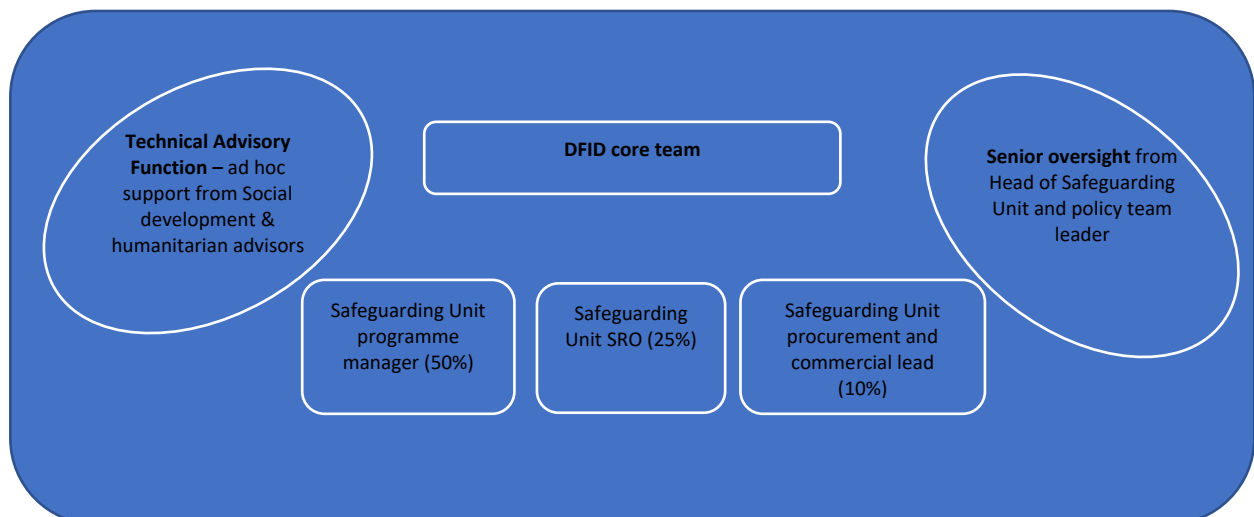 Technical Advisory
Function – ad hoc
support from Social
development &
humanitarian advisors
DFID core team
Senior oversight from
Head of Safeguarding
Unit and policy team
leader
Safeguarding Unit
programme
manager (50%)
Safeguarding
Unit SRO (25%)
Safeguarding Unit
procurement and
commercial lead
(10%)